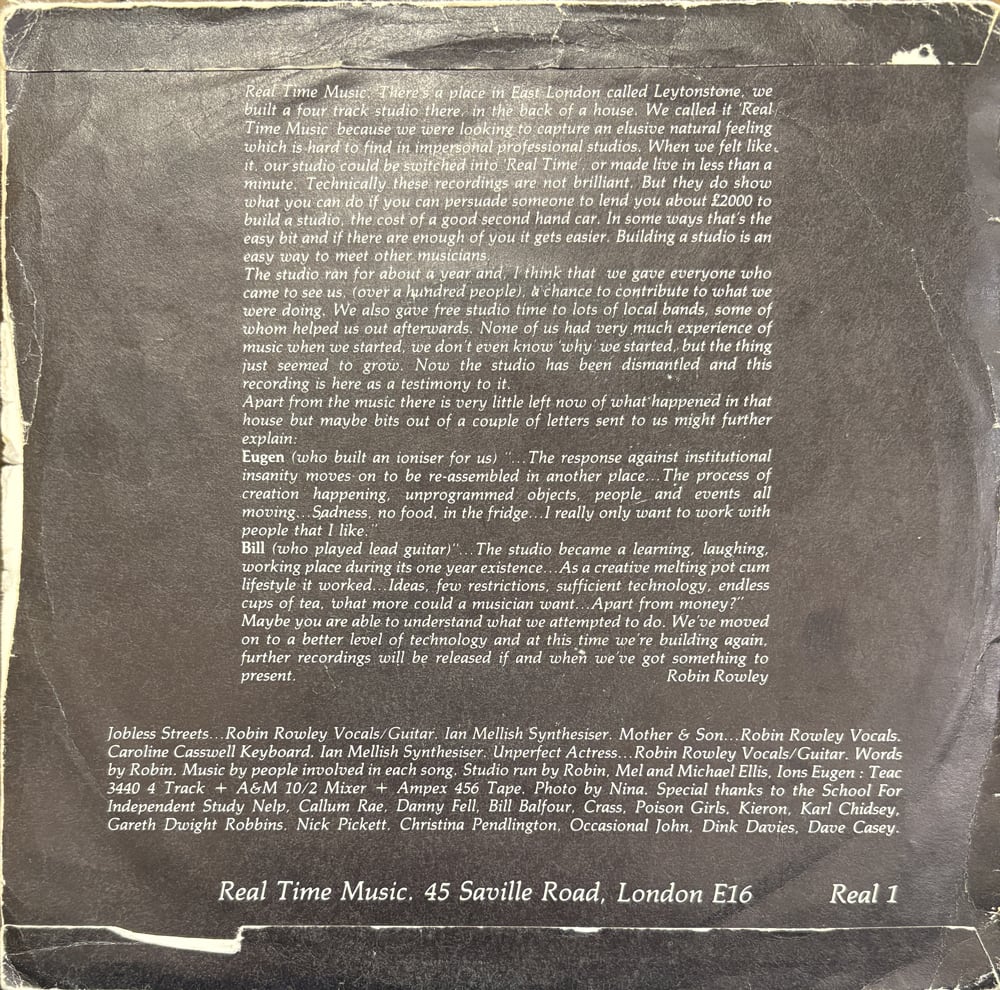 Real Time Music, There's a place in East London called Leytonstone, we
built a four track studio there, in the back of a house. We called it 'Real
Time Music' because we were looking to capture an elusive natural feeling
which is hard to find in impersonal professional studios. When we felt like
it, our studio could be switched into 'Real Time', or made live in less than a
minute. Technically these recordings are not brilliant. But they do show
what you can do if you can persuade someone to lend you about £2000 to
build a studio, the cost of a good second hand car. In some ways that's the
easy bit and if there are enough of you it gets easier. Building a studio is an
easy way to meet other musicians.
The studio ran for about a year and, I think that we gave everyone who
came to see us, (over a hundred people), a chance to contribute to what we
were doing. We also gave free studio time to lots of local bands, some of
whom helped us out afterwards. None of us had very much experience of
music when we started, we don't even know 'why' we started, but the thing
just seemed to grow. Now the studio has been dismantled and this
recording is here as a testimony to it.
Apart from the music there is very little left now of what happened in that
house but maybe bits out of a couple of letters sent to us might further
explain:
Eugen (who built an ioniser for us) "...The response against institutional
insanity moves on to be re-assembled in another place...The process of
creation happening, unprogrammed objects, people and events all
moving...Sadness, no food, in the fridge...I really only want to work with
people that I like."
Bill (who played lead guitar)"...The studio became a learning, laughing,
working place during its one year existence...As a creative melting pot cum
lifestyle it worked...Ideas, few restrictions, sufficient technology, endless
cups of tea, what more could a musician want...Apart from money?"
Maybe you are able to understand what we attempted to do. We've moved
on to a better level of technology and at this time we're building again,
further recordings will be released if and when we've got something to
present. Robin Rowley
Jobless Streets...Robin Rowley Vocals/Guitar, Ian Mellish Synthesiser. Mother & Son...Robin Rowley Vocals,
Caroline Casswell Keyboard, Ian Mellish Synthesiser. Unperfect Actress...Robin Rowley Vocals/Guitar. Words
by Robin. Music by people involved in each song. Studio run by Robin, Mel and Michael Ellis, Ions Eugen : Teac
3440 4 Track + A&M 10/2 Mixer + Ampex 456 Tape. Photo by Nina. Special thanks to the School For
Independent Study Nelp, Callum Rae, Danny Fell, Bill Balfour, Crass, Poison Girls, Kieron, Karl Chidsey,
Gareth Dwight Robbins, Nick Pickett, Christina Pendlington, Occasional John, Dink Davies, Dave Casey.
Real Time Music. 45 Saville Road, London E16 Real 1